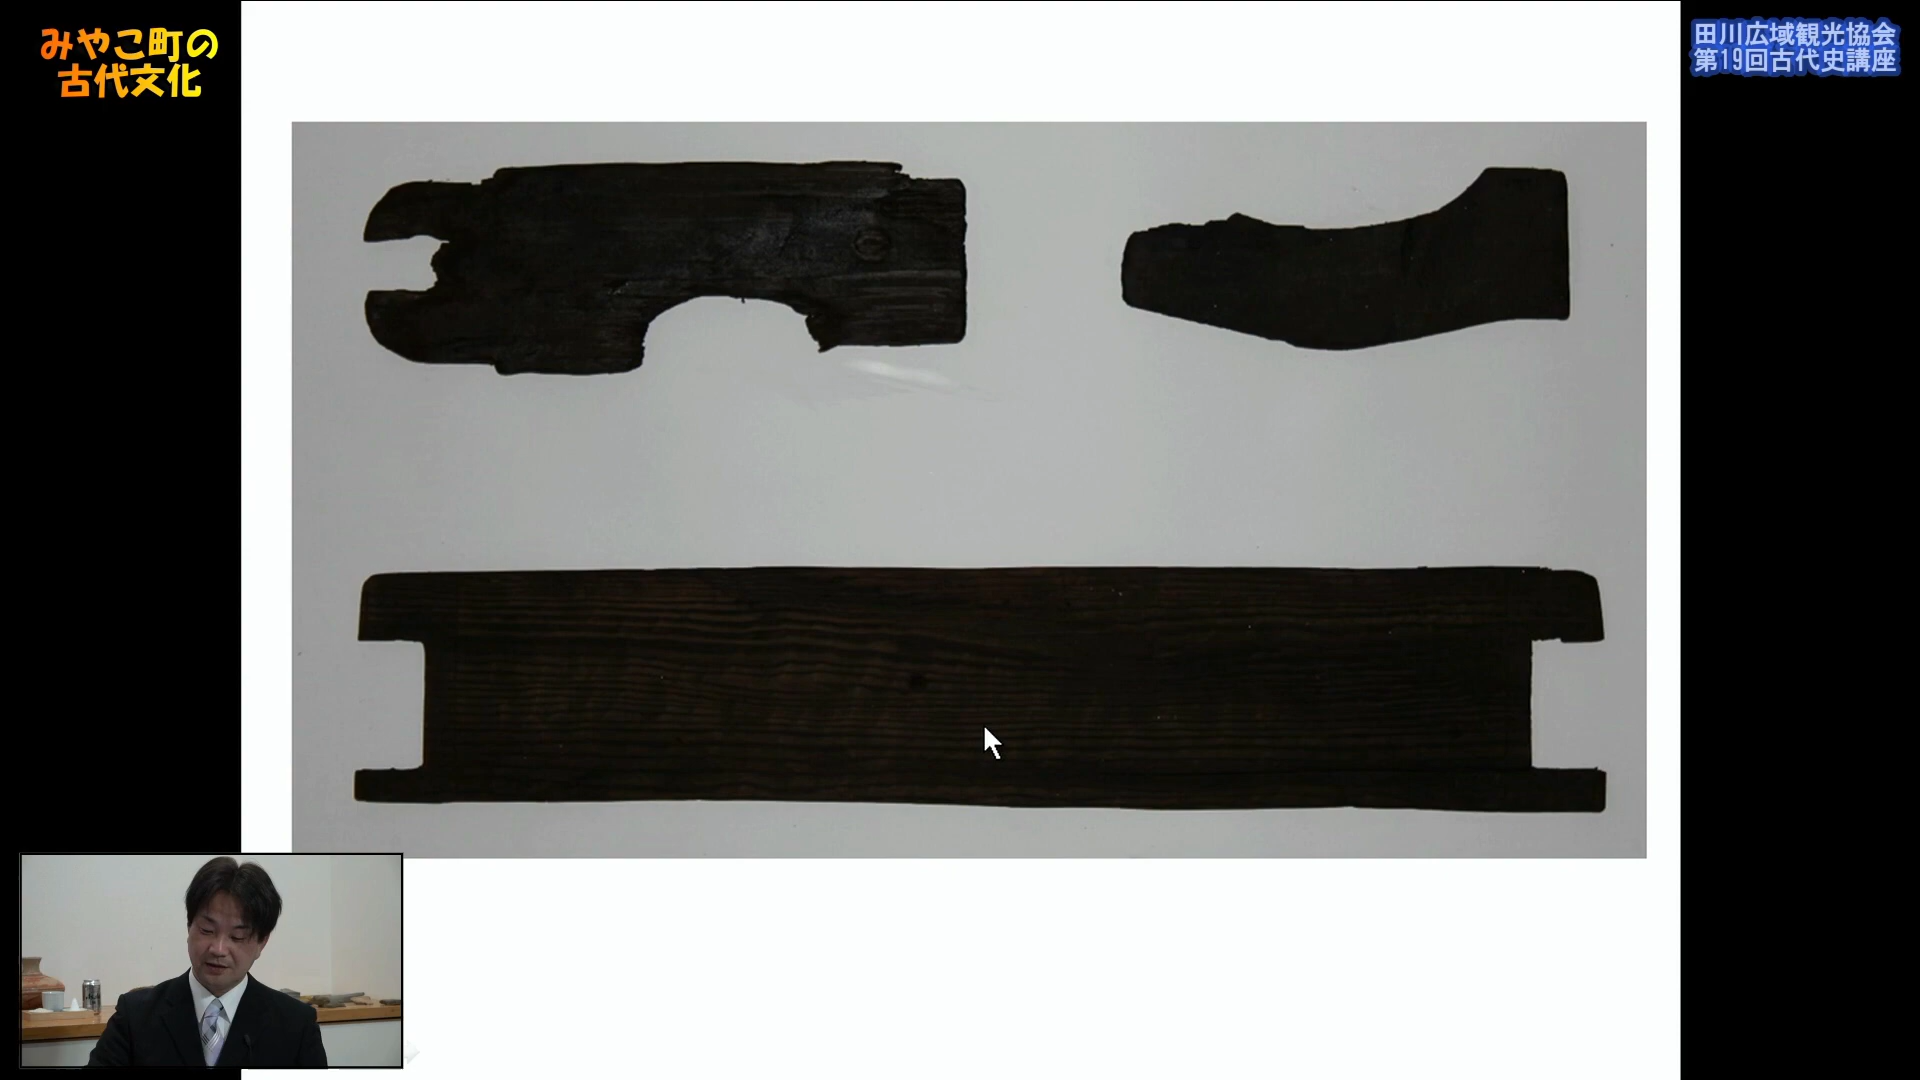 みやこ町の
古代文化
田川広域観光協会
第19回古代史講座